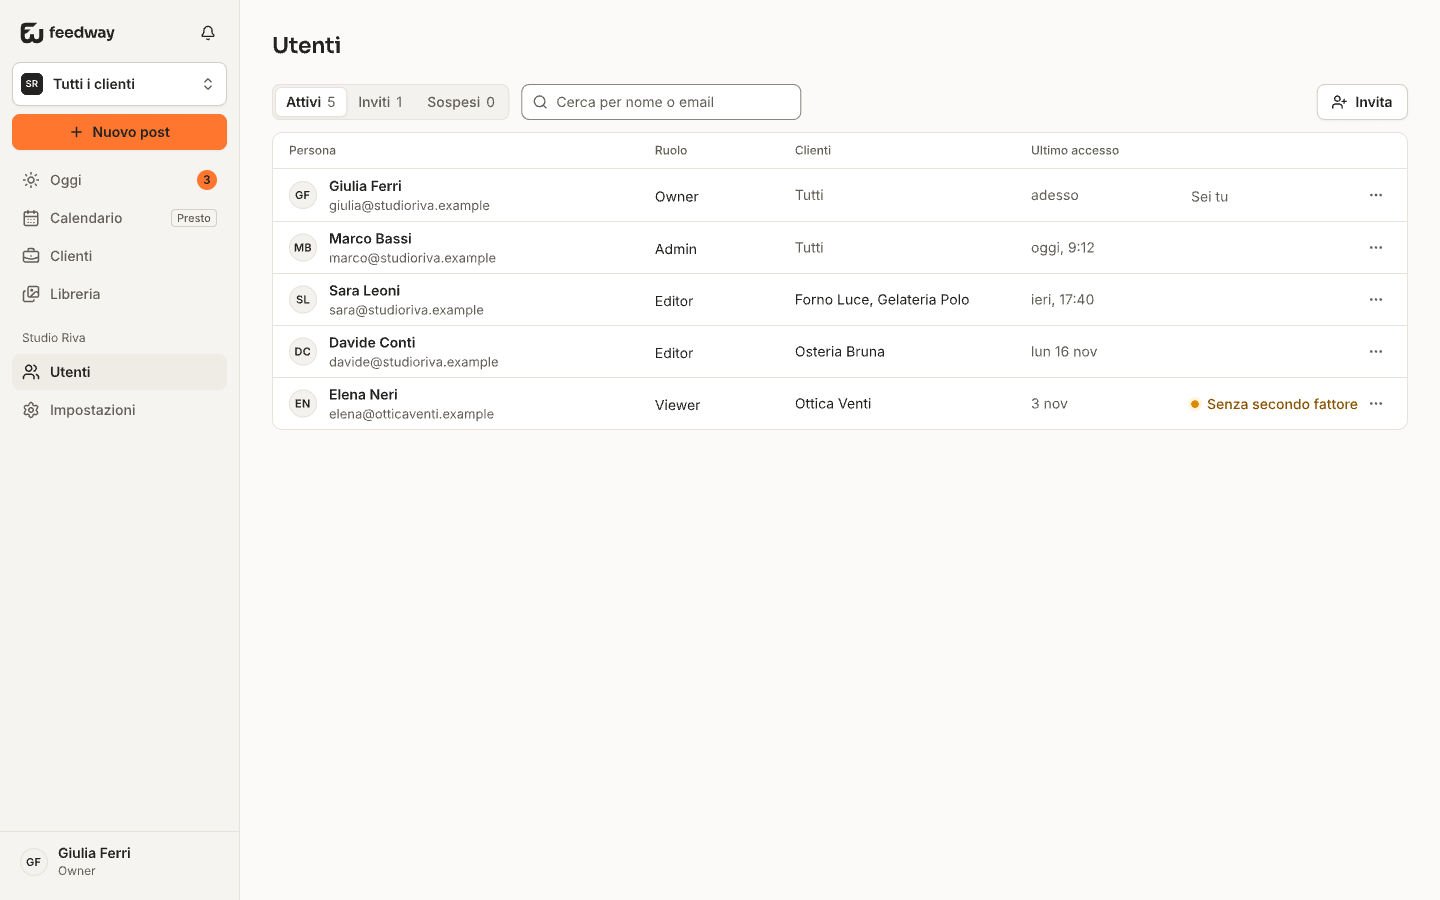 feedway
SR Tutti i clienti
Nuovo post
Oggi 3
Calendario Presto
Clienti
Libreria
Studio Riva
Utenti
Impostazioni
GF Giulia Ferri
Owner
Utenti
Attivi 5 Inviti 1 Sospesi 0 Cerca per nome o email Invita
Persona Ruolo Clienti Ultimo accesso
GF Giulia Ferri
giulia@studioriva.example Owner Tutti adesso Sei tu
MB Marco Bassi
marco@studioriva.example Admin Tutti oggi, 9:12
SL Sara Leoni
sara@studioriva.example Editor Forno Luce, Gelateria Polo ieri, 17:40
DC Davide Conti
davide@studioriva.example Editor Osteria Bruna lun 16 nov
EN Elena Neri
elena@otticaventi.example Viewer Ottica Venti 3 nov Senza secondo fattore